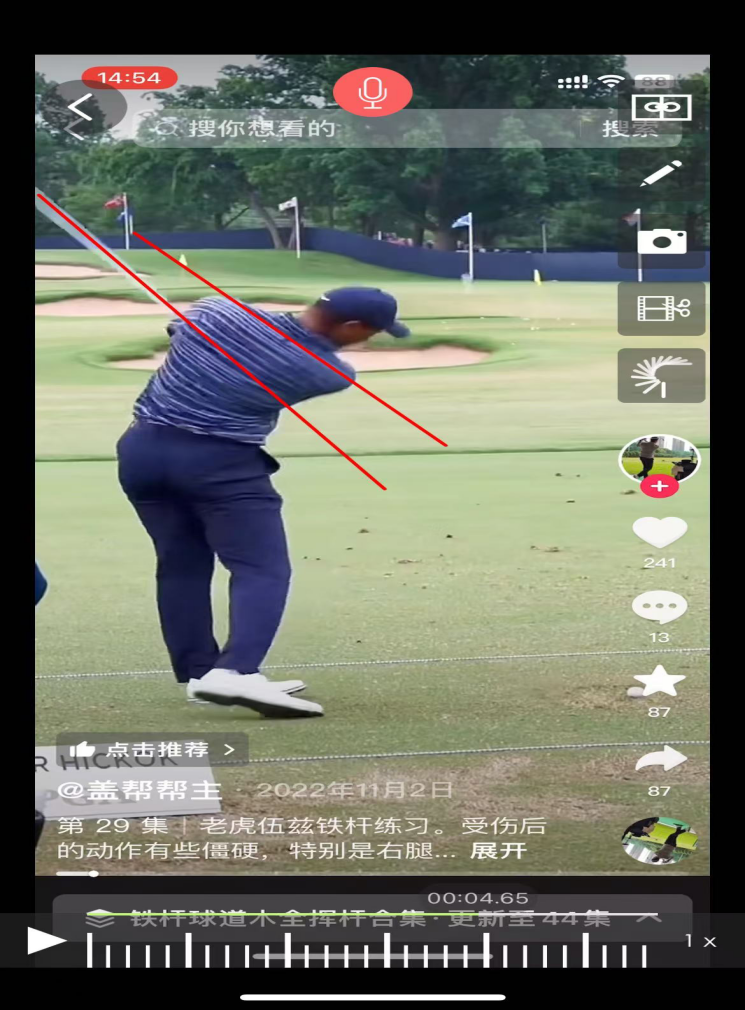 14:54
88
搜你想看的
搜索
241
13
87
点击推荐 >
R HICKOK
87
@盖帮帮主 · 2022年11月2日
第 29 集 | 老虎伍兹铁杆练习。受伤后
的动作有些僵硬，特别是右腿... 展开
00:04.65
铁杆球道木全挥杆合集·更新至44集
1 x